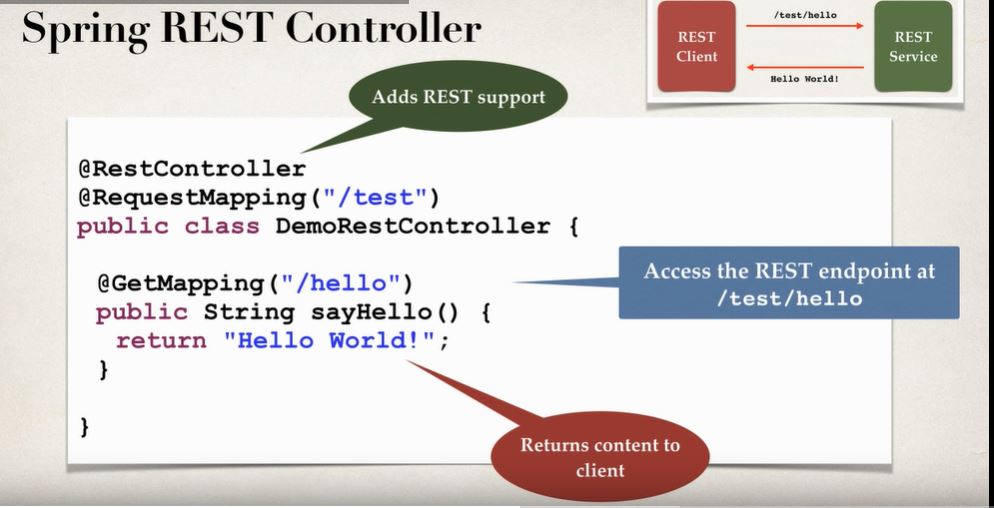 Spring REST Controller
REST
Client
/test/hello
Hello World!
REST
Service
Adds REST support
@RestController
@RequestMapping("/test")
public class DemoRestController {
@GetMapping("/hello")
public String sayHello() {
return "Hello World!";
}
}
Access the REST endpoint at
/test/hello
Returns content to
client